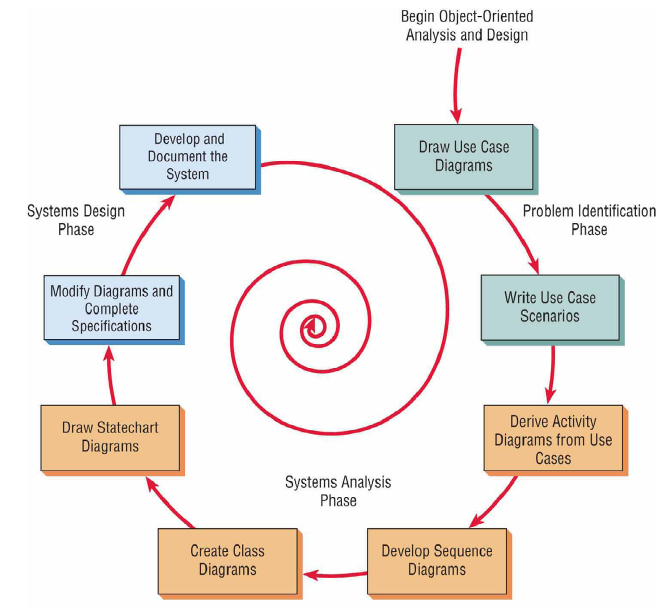 Begin Object-Oriented
Analysis and Design
Draw Use Case
Diagrams
Problem Identification
Phase
Write Use Case
Scenarios
Derive Activity
Diagrams from Use
Cases
Develop Sequence
Diagrams
Systems Analysis
Phase
Create Class
Diagrams
Draw Statechart
Diagrams
Modify Diagrams and
Complete
Specifications
Systems Design
Phase
Develop and
Document the
System